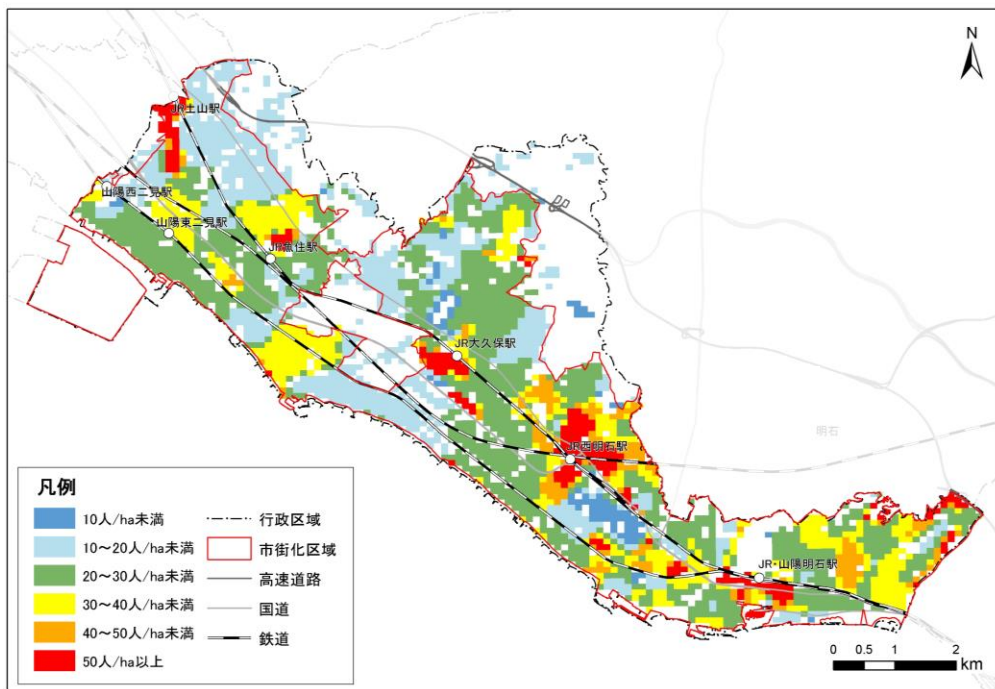 N
JR土山駅
山陽西二見駅
山陽東二見駅
JR魚住駅
JR大久保駅
明石
JR西明石駅
JR・山陽明石駅
凡例
10人/ha未満
10～20人/ha未満
20～30人/ha未満
30～40人/ha未満
40～50人/ha未満
50人/ha以上
行政区域
市街化区域
高速道路
国道
鉄道
0 0.5 1 2
km